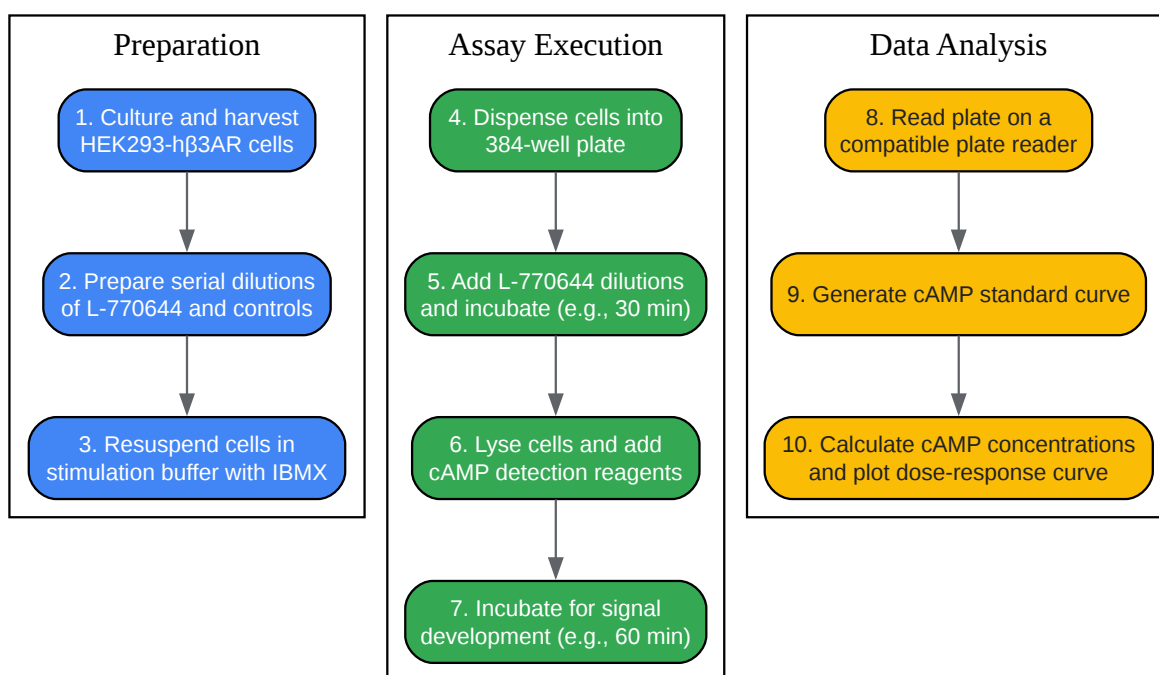 Preparation
1. Culture and harvest
HEK293-hβ3AR cells
2. Prepare serial dilutions
of L-770644 and controls
3. Resuspend cells in
stimulation buffer with IBMX
Assay Execution
4. Dispense cells into
384-well plate
5. Add L-770644 dilutions
and incubate (e.g., 30 min)
6. Lyse cells and add
cAMP detection reagents
7. Incubate for signal
development (e.g., 60 min)
Data Analysis
8. Read plate on a
compatible plate reader
9. Generate cAMP standard curve
10. Calculate cAMP concentrations
and plot dose-response curve